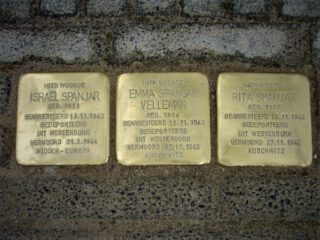 HIER WOONDE
ISRAEL SPANJAR
GEB. 1913
GEARRESTEERD 18.11.1942
GEDEPORTEERD
UIT WESTERBORK
VERMOORD 31.3.1944
MIDDEN-EUROPA
HIER WOONDE
EMMA SPANJAR
VELLEMAN
GEB. 1914
GEARRESTEERD 18.11.1942
GEDEPORTEERD
UIT WESTERBORK
VERMOORD 1942
AUSCHWITZ
HIER WOONDE
RITA SPANJAR
GEB. 1937
GEARRESTEERD 18.11.1942
GEDEPORTEERD
UIT WESTERBORK
VERMOORD 27.11.1942
AUSCHWITZ